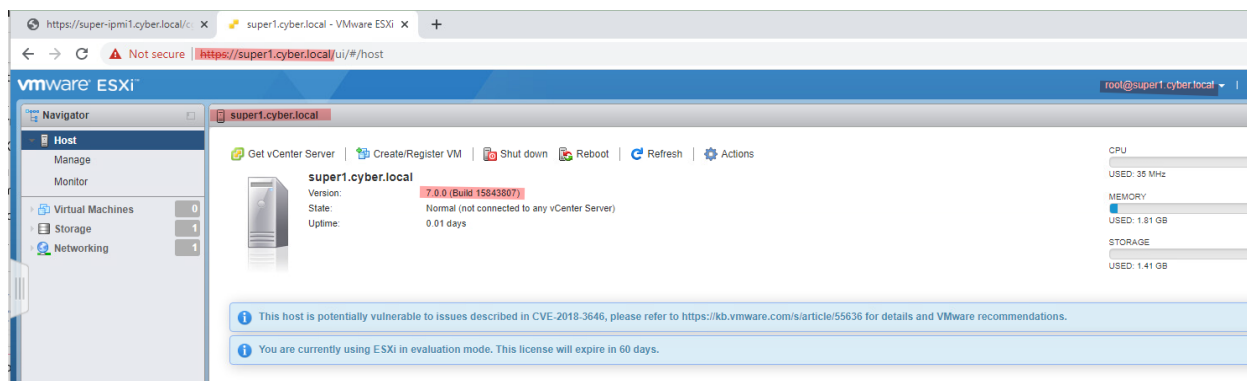 https://super-ipmi1.cyber.local/c
super1.cyber.local - VMware ESXi
Not secure
https://super1.cyber.local/ui/#/host
vmware ESXi™
root@super1.cyber.local
Navigator
super1.cyber.local
Host
Manage
Monitor
Virtual Machines 0
Storage 1
Networking 1
Get vCenter Server
Create/Register VM
Shut down
Reboot
Refresh
Actions
super1.cyber.local
Version: 7.0.0 (Build 15843807)
State: Normal (not connected to any vCenter Server)
Uptime: 0.01 days
CPU
USED: 35 MHz
MEMORY
USED: 1.81 GB
STORAGE
USED: 1.41 GB
This host is potentially vulnerable to issues described in CVE-2018-3646, please refer to https://kb.vmware.com/s/article/55636 for details and VMware recommendations.
You are currently using ESXi in evaluation mode. This license will expire in 60 days.